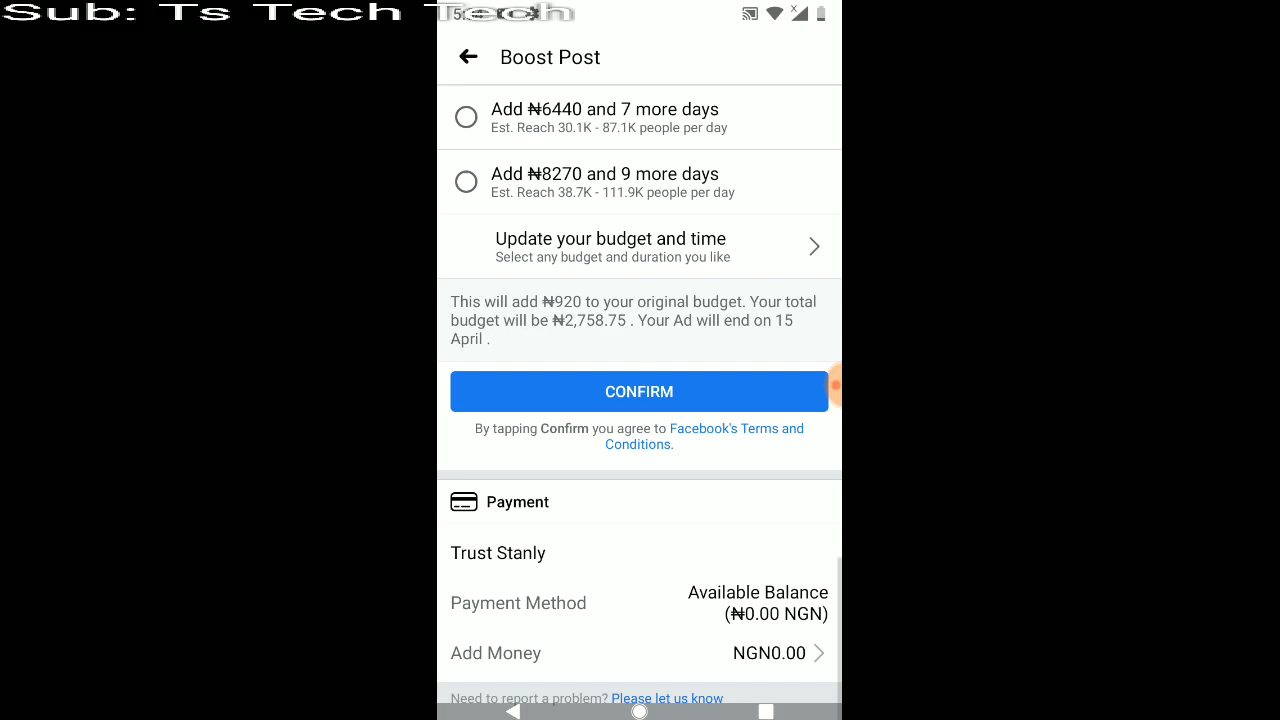 Sub: Ts Tech Tech
Boost Post
Add ₦6440 and 7 more days
Est. Reach 30.1K - 87.1K people per day
Add ₦8270 and 9 more days
Est. Reach 38.7K - 111.9K people per day
Update your budget and time
Select any budget and duration you like
This will add ₦920 to your original budget. Your total
budget will be ₦2,758.75 . Your Ad will end on 15
April .
CONFIRM
By tapping Confirm you agree to Facebook's Terms and
Conditions.
Payment
Trust Stanly
Payment Method
Available Balance
(₦0.00 NGN)
Add Money
NGN0.00
Need to report a problem? Please let us know